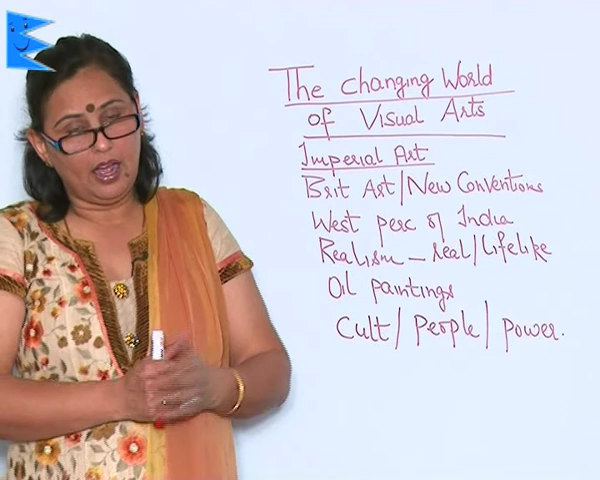 The Changing World
of Visual Arts
Imperial Art
Brit Art/New Conventions
West perc of India
Realism – real/lifelike
Oil paintings
Cult/People/power.